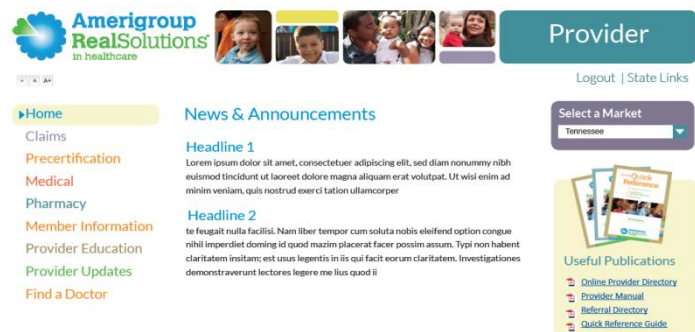 Amerigroup
RealSolutions
in healthcare
Provider
Logout | State Links
- A A+
Home
Claims
Precertification
Medical
Pharmacy
Member Information
Provider Education
Provider Updates
Find a Doctor
News & Announcements
Headline 1
Lorem ipsum dolor sit amet, consectetuer adipiscing elit, sed diam nonummy nibh
euismod tincidunt ut laoreet dolore magna aliquam erat volutpat. Ut wisi enim ad
minim veniam, quis nostrud exerci tation ullamcorper
Headline 2
te feugait nulla facilisi. Nam liber tempor cum soluta nobis eleifend option congue
nihil imperdiet doming id quod mazim placerat facer possim assum. Typi non habent
claritatem insitam; est usus legentis in iis qui facit eorum claritatem. Investigationes
demonstraverunt lectores legere me lius quod ii
Select a Market
Tennessee
Quick
Reference
Useful Publications
Online Provider Directory
Provider Manual
Referral Directory
Quick Reference Guide